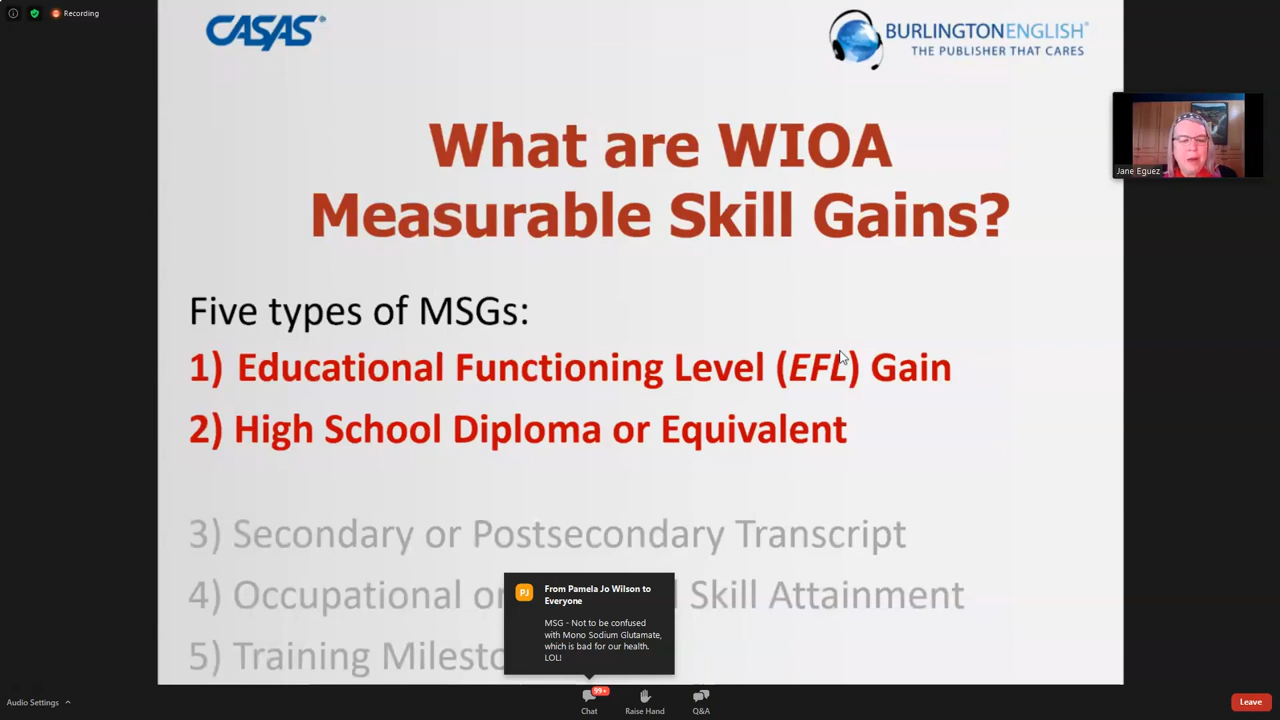 Recording
CASAS®
BURLINGTONENGLISH®
THE PUBLISHER THAT CARES
What are WIOA
Measurable Skill Gains?
Jane Eguez
Five types of MSGs:
1) Educational Functioning Level (EFL) Gain
2) High School Diploma or Equivalent
3) Secondary or Postsecondary Transcript
4) Occupational or Skill Attainment
5) Training
PJ
From Pamela Jo Wilson to
Everyone
MSG - Not to be confused
with Mono Sodium Glutamate,
which is bad for our health.
LOL!
Audio Settings
99+
Chat
Raise Hand
Q&A
Leave